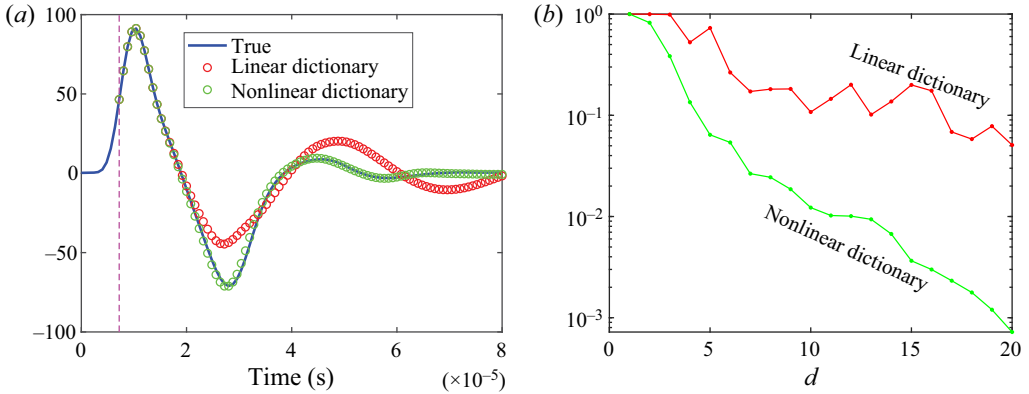 (a)
100
50
0
−50
−100
True
Linear dictionary
Nonlinear dictionary
0
2
4
6
8
Time (s)
(×10⁻⁵)
(b)
10⁰
10⁻¹
10⁻²
10⁻³
Linear dictionary
Nonlinear dictionary
0
5
10
15
20
d